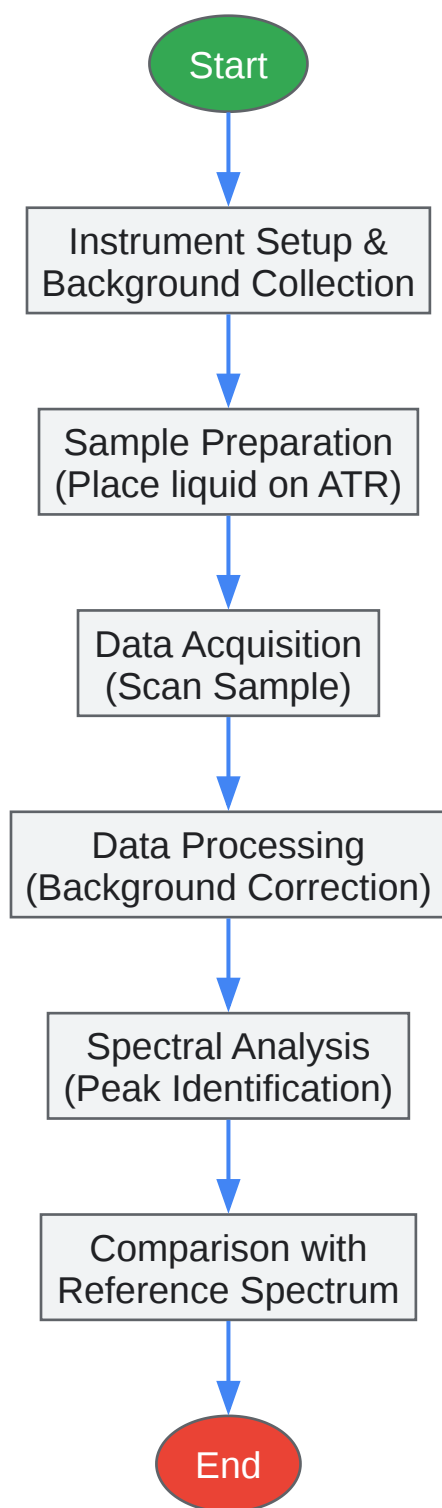 Start
Instrument Setup &
Background Collection
Sample Preparation
(Place liquid on ATR)
Data Acquisition
(Scan Sample)
Data Processing
(Background Correction)
Spectral Analysis
(Peak Identification)
Comparison with
Reference Spectrum
End